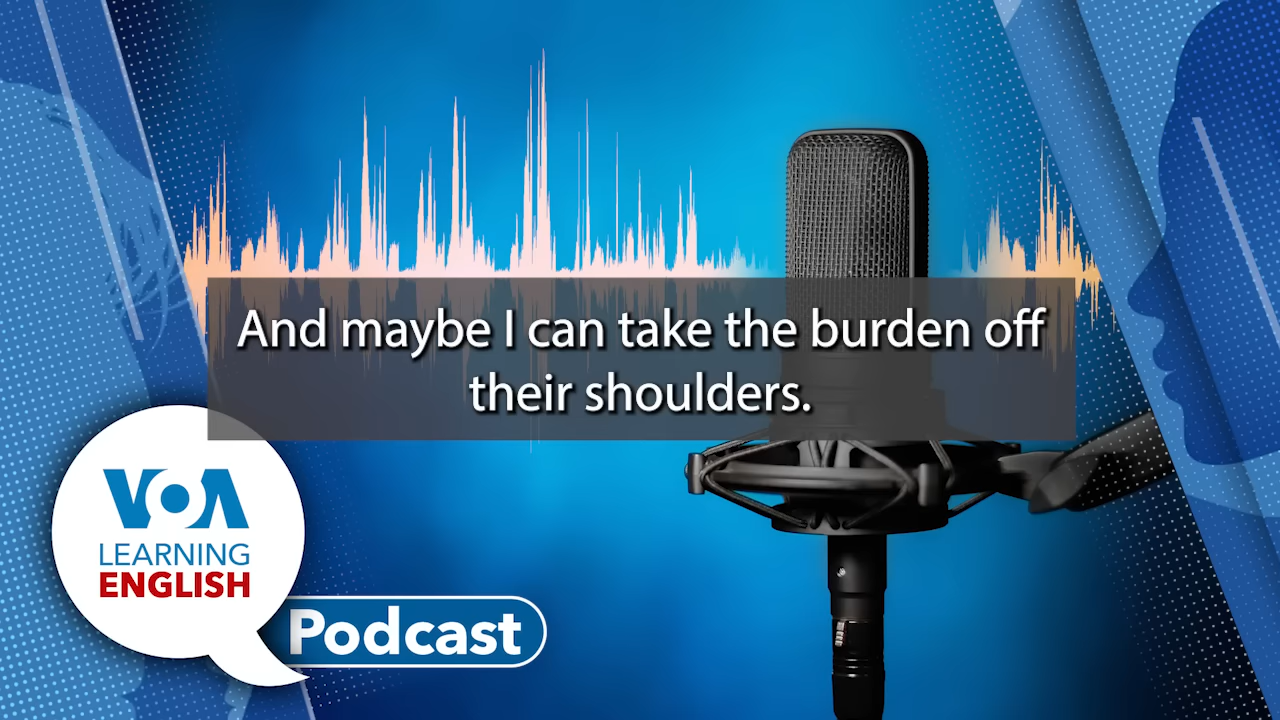 And maybe I can take the burden off
their shoulders.
VOA
LEARNING
ENGLISH
Podcast